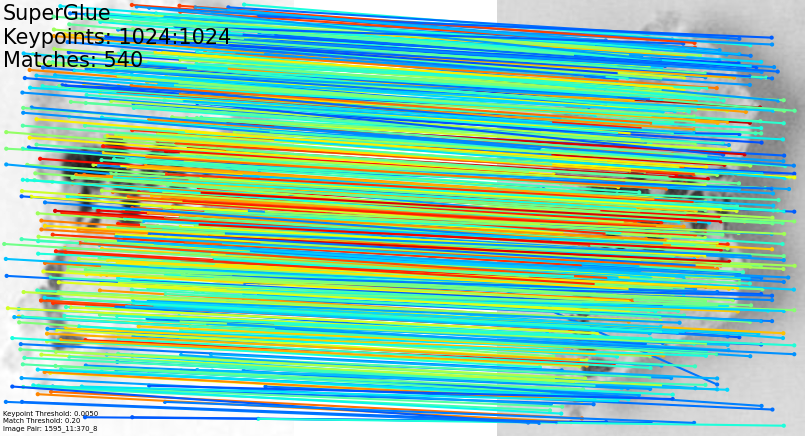 SuperGlue
Keypoints: 1024:1024
Matches: 540
Keypoint Threshold: 0.0050
Match Threshold: 0.20
Image Pair: 1595_11:370_8